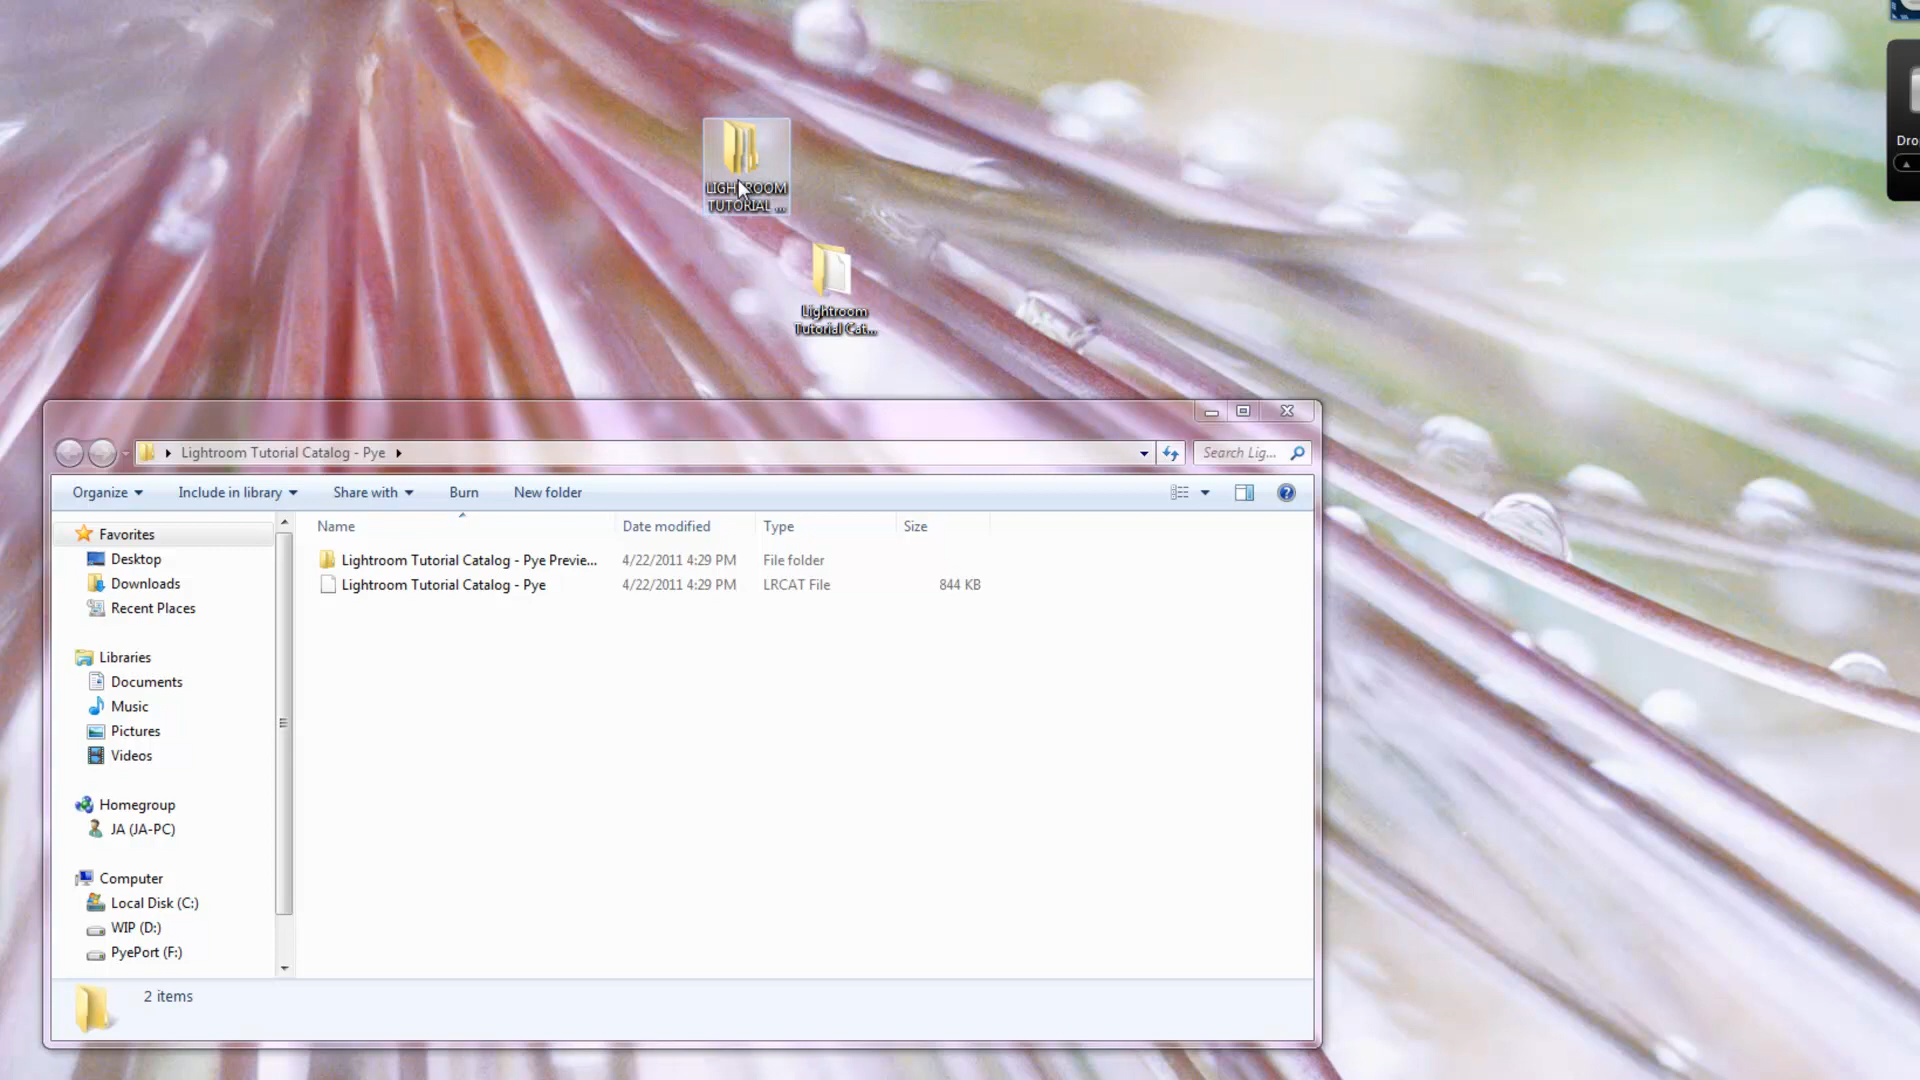 Dro
LIGHTROOM
TUTORIAL ...
Lightroom
Tutorial Cat...
Lightroom Tutorial Catalog - Pye
Search Lig...
Organize
Include in library
Share with
Burn
New folder
Name
Date modified
Type
Size
Favorites
Desktop
Downloads
Recent Places
Libraries
Documents
Music
Pictures
Videos
Homegroup
JA (JA-PC)
Computer
Local Disk (C:)
WIP (D:)
PyePort (F:)
Lightroom Tutorial Catalog - Pye Previe... 4/22/2011 4:29 PM File folder
Lightroom Tutorial Catalog - Pye 4/22/2011 4:29 PM LRCAT File 844 KB
2 items